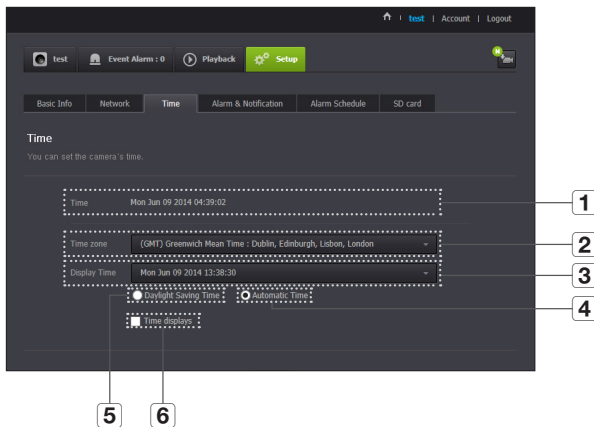 test | Account | Logout
test Event Alarm : 0 Playback Setup N
Basic Info Network Time Alarm & Notification Alarm Schedule SD card
Time
You can set the camera's time.
Time Mon Jun 09 2014 04:39:02
1
Time zone (GMT) Greenwich Mean Time : Dublin, Edinburgh, Lisbon, London
2
Display Time Mon Jun 09 2014 13:38:30
3
Daylight Saving Time Automatic Time
4
Time displays
5 6